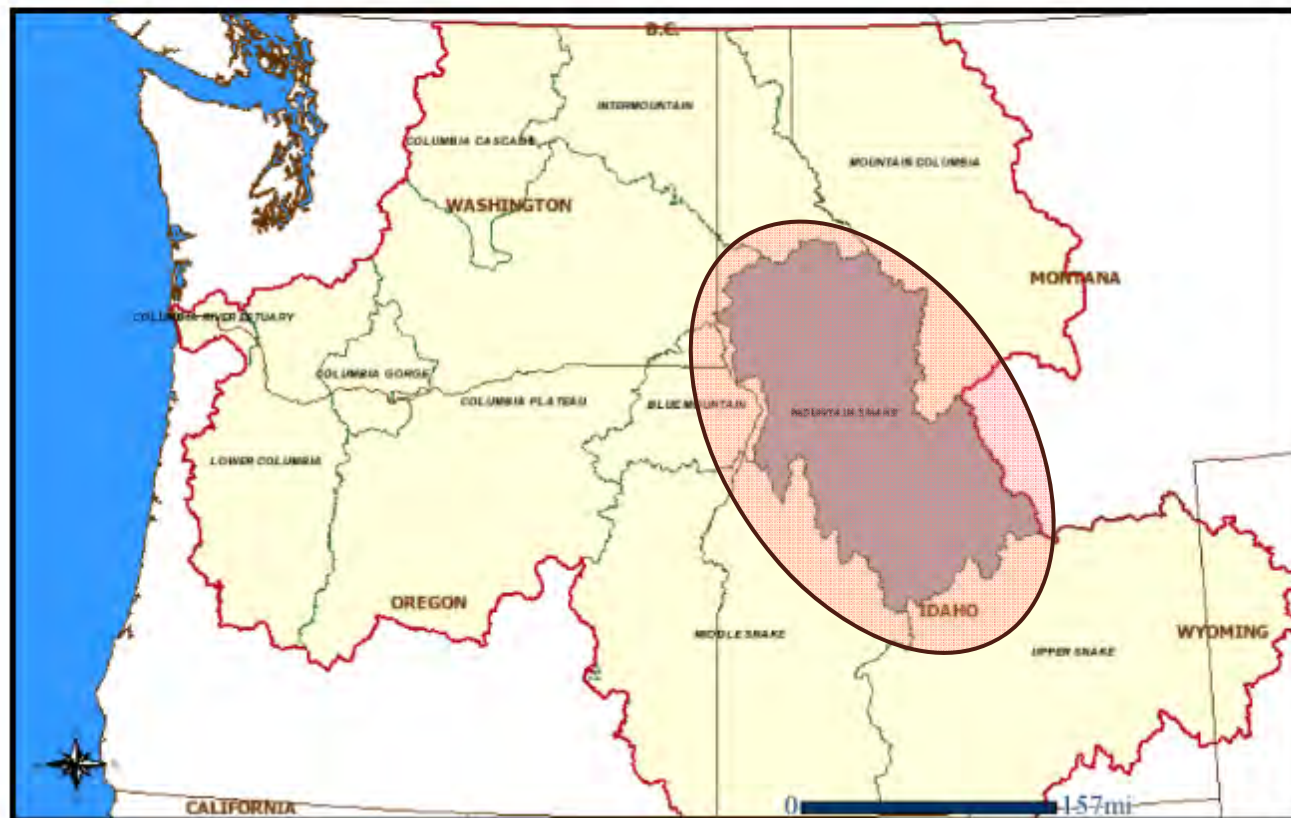 B.C.
INTERMOUNTAIN
COLUMBIA CASCADE
MOUNTAIN COLUMBIA
WASHINGTON
MONTANA
COLUMBIA RIVER ESTUARY
COLUMBIA GORGE
COLUMBIA PLATEAU
BLUE MOUNTAIN
MOUNTAIN SNAKE
LOWER COLUMBIA
OREGON
IDAHO
MIDDLE SNAKE
WYOMING
UPPER SNAKE
CALIFORNIA
0 157mi